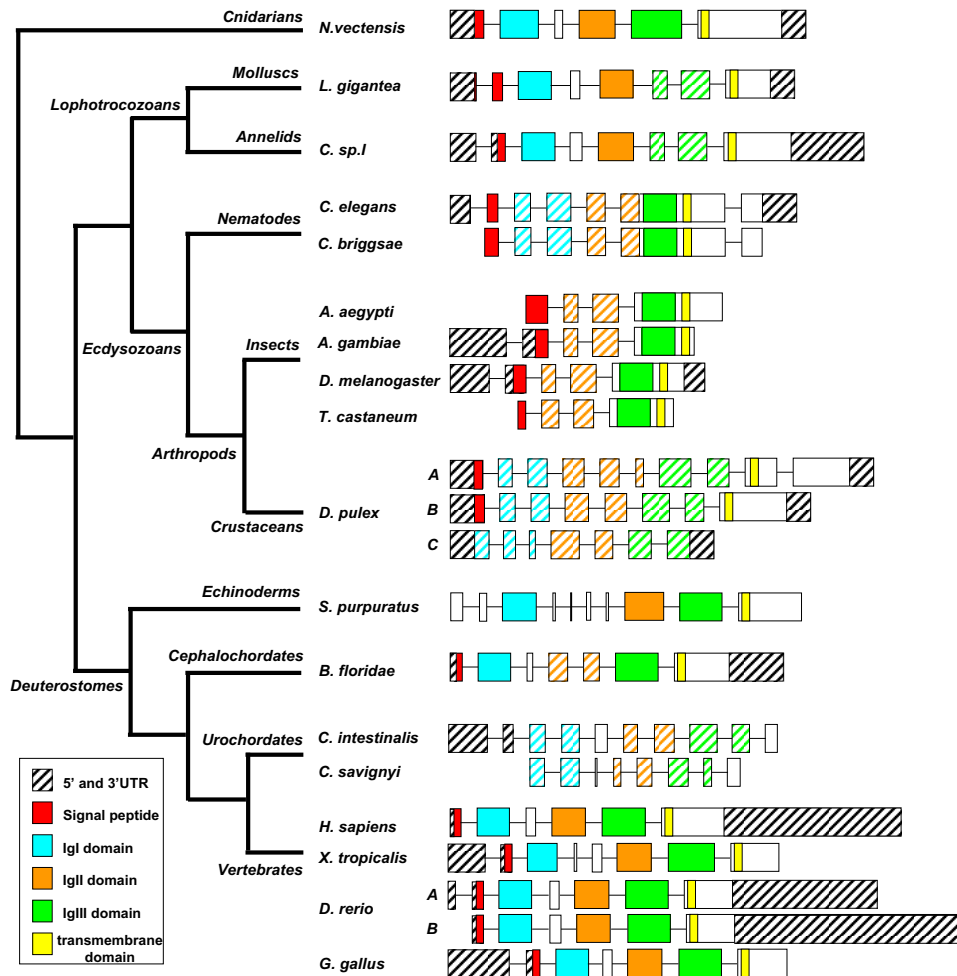 Cnidarians
N.vectensis
Molluscs
L. gigantea
Lophotrocozoans
Annelids
C. sp.I
Nematodes
C. elegans
C. briggsae
A. aegypti
Ecdysozoans
Insects
A. gambiae
D. melanogaster
T. castaneum
Arthropods
A
D. pulex
B
Crustaceans
C
Echinoderms
S. purpuratus
Cephalochordates
B. floridae
Deuterostomes
Urochordates
C. intestinalis
C. savignyi
H. sapiens
X. tropicalis
Vertebrates
A
D. rerio
B
G. gallus
5' and 3'UTR
Signal peptide
IgI domain
IgII domain
IgIII domain
transmembrane
domain